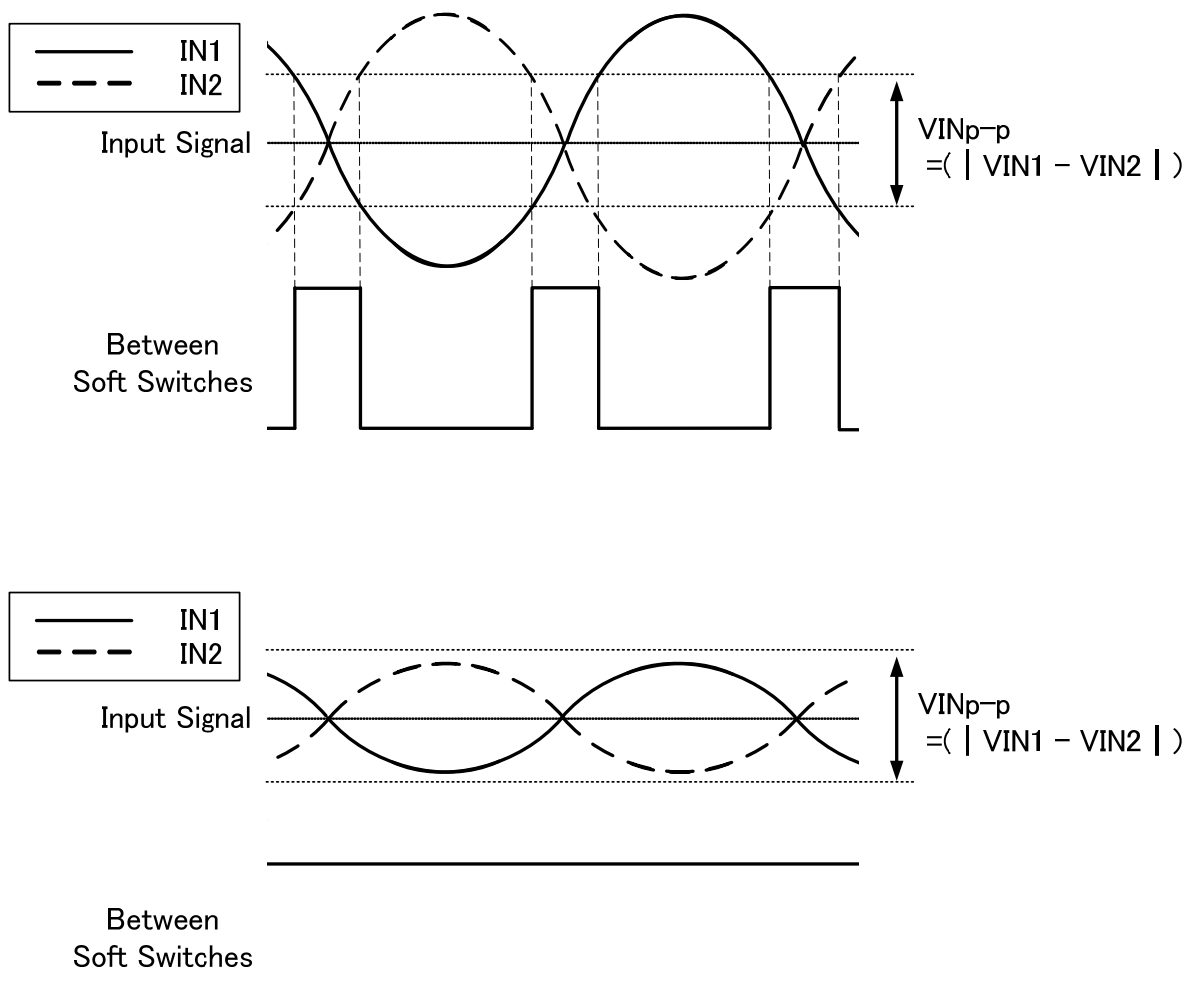 IN1
IN2
Input Signal
VINp-p
=( | VIN1 - VIN2 | )
Between
Soft Switches
IN1
IN2
Input Signal
VINp-p
=( | VIN1 - VIN2 | )
Between
Soft Switches